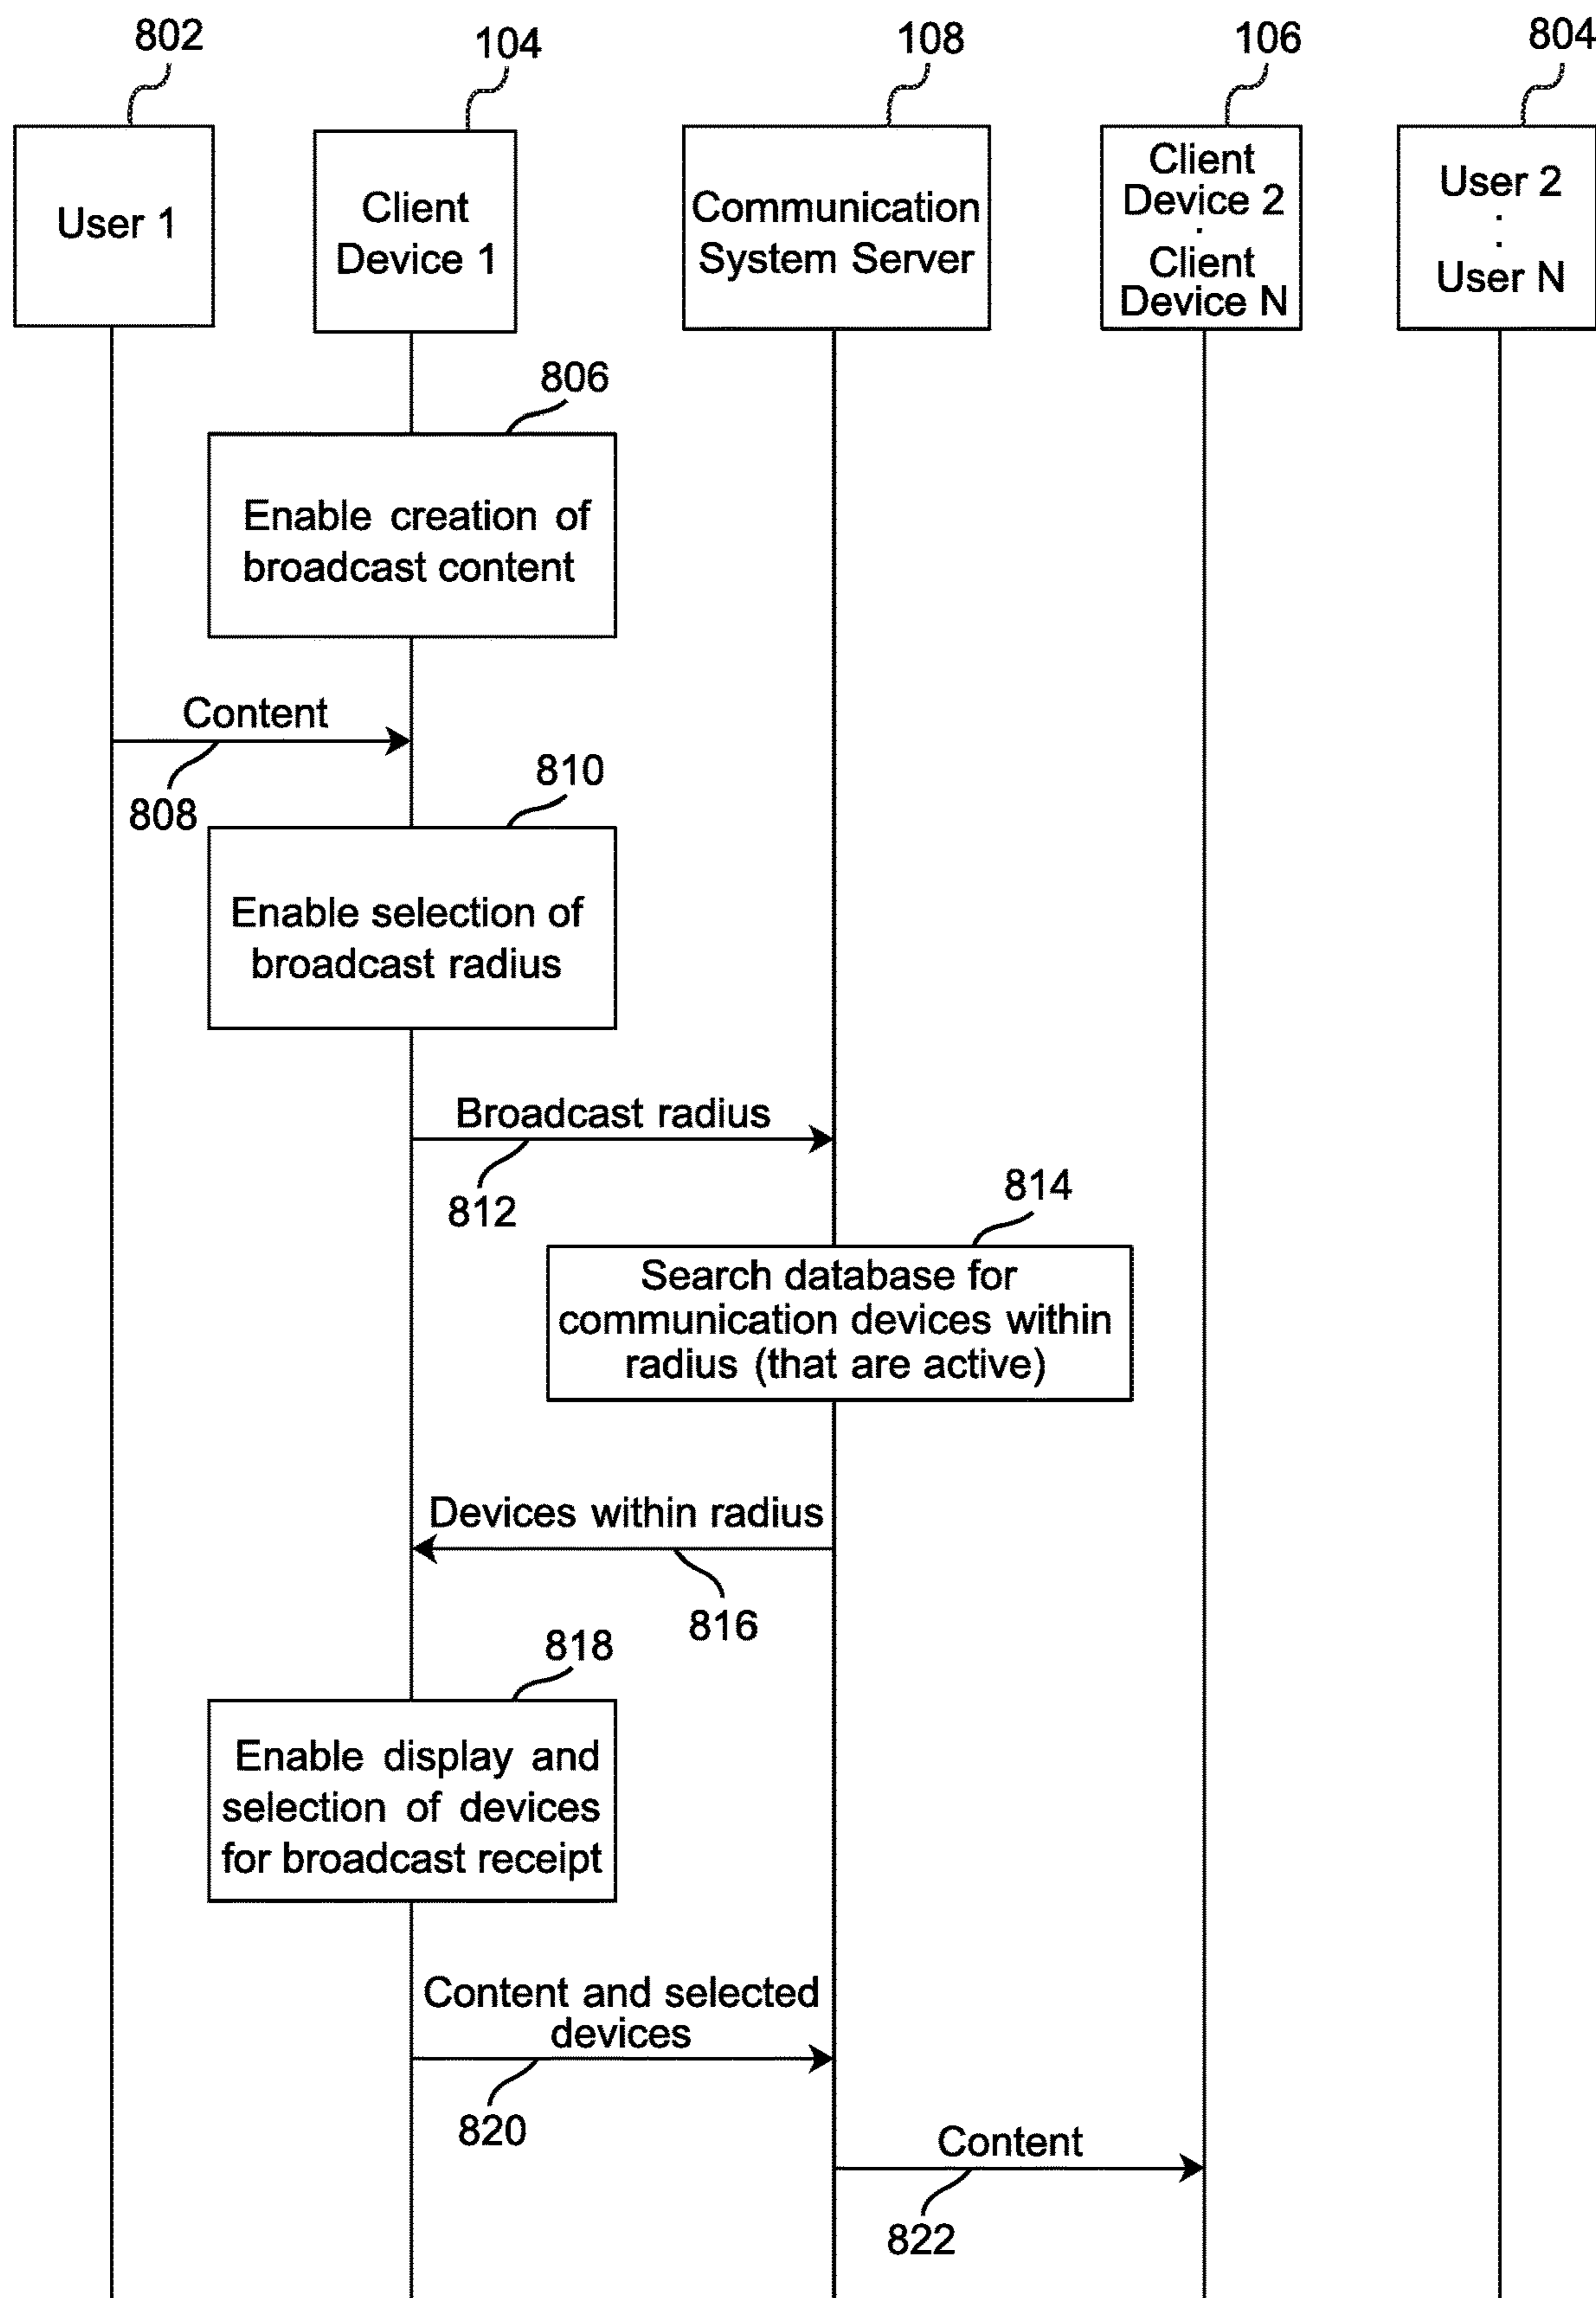 802
104
108
106
804
User 1
Client
Device 1
Communication
System Server
Client
Device 2
.
Client
Device N
User 2
.
.
User N
806
Enable creation of
broadcast content
Content
808
810
Enable selection of
broadcast radius
Broadcast radius
812
814
Search database for
communication devices within
radius (that are active)
Devices within radius
816
818
Enable display and
selection of devices
for broadcast receipt
Content and selected
devices
820
Content
822